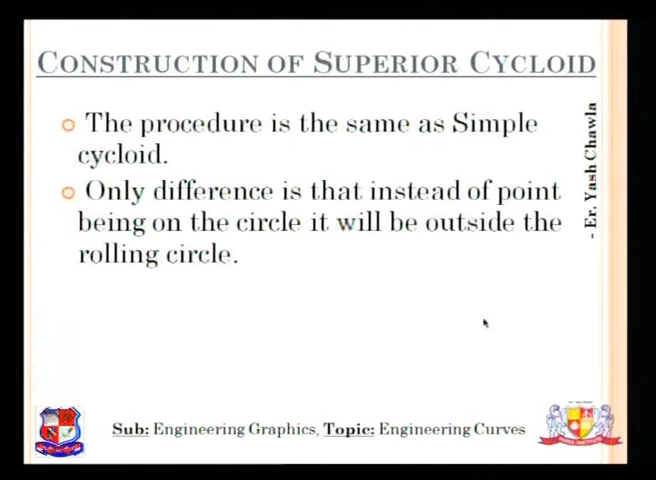 CONSTRUCTION OF SUPERIOR CYCLOID
The procedure is the same as Simple
cycloid.
Only difference is that instead of point
being on the circle it will be outside the
rolling circle.
- Er. Yash Chawla
Sub: Engineering Graphics, Topic: Engineering Curves